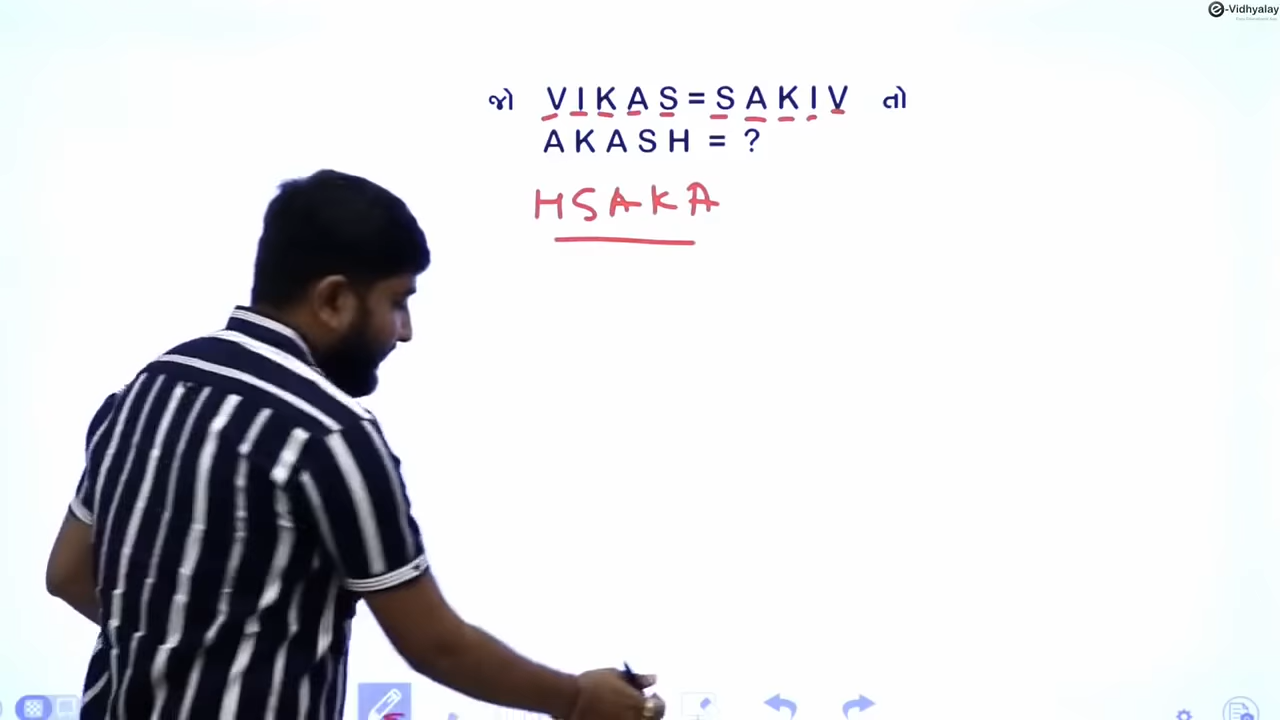 e-Vidhyalay
જો VIKAS = SAKIV તો
AKASH = ?
HSAKA